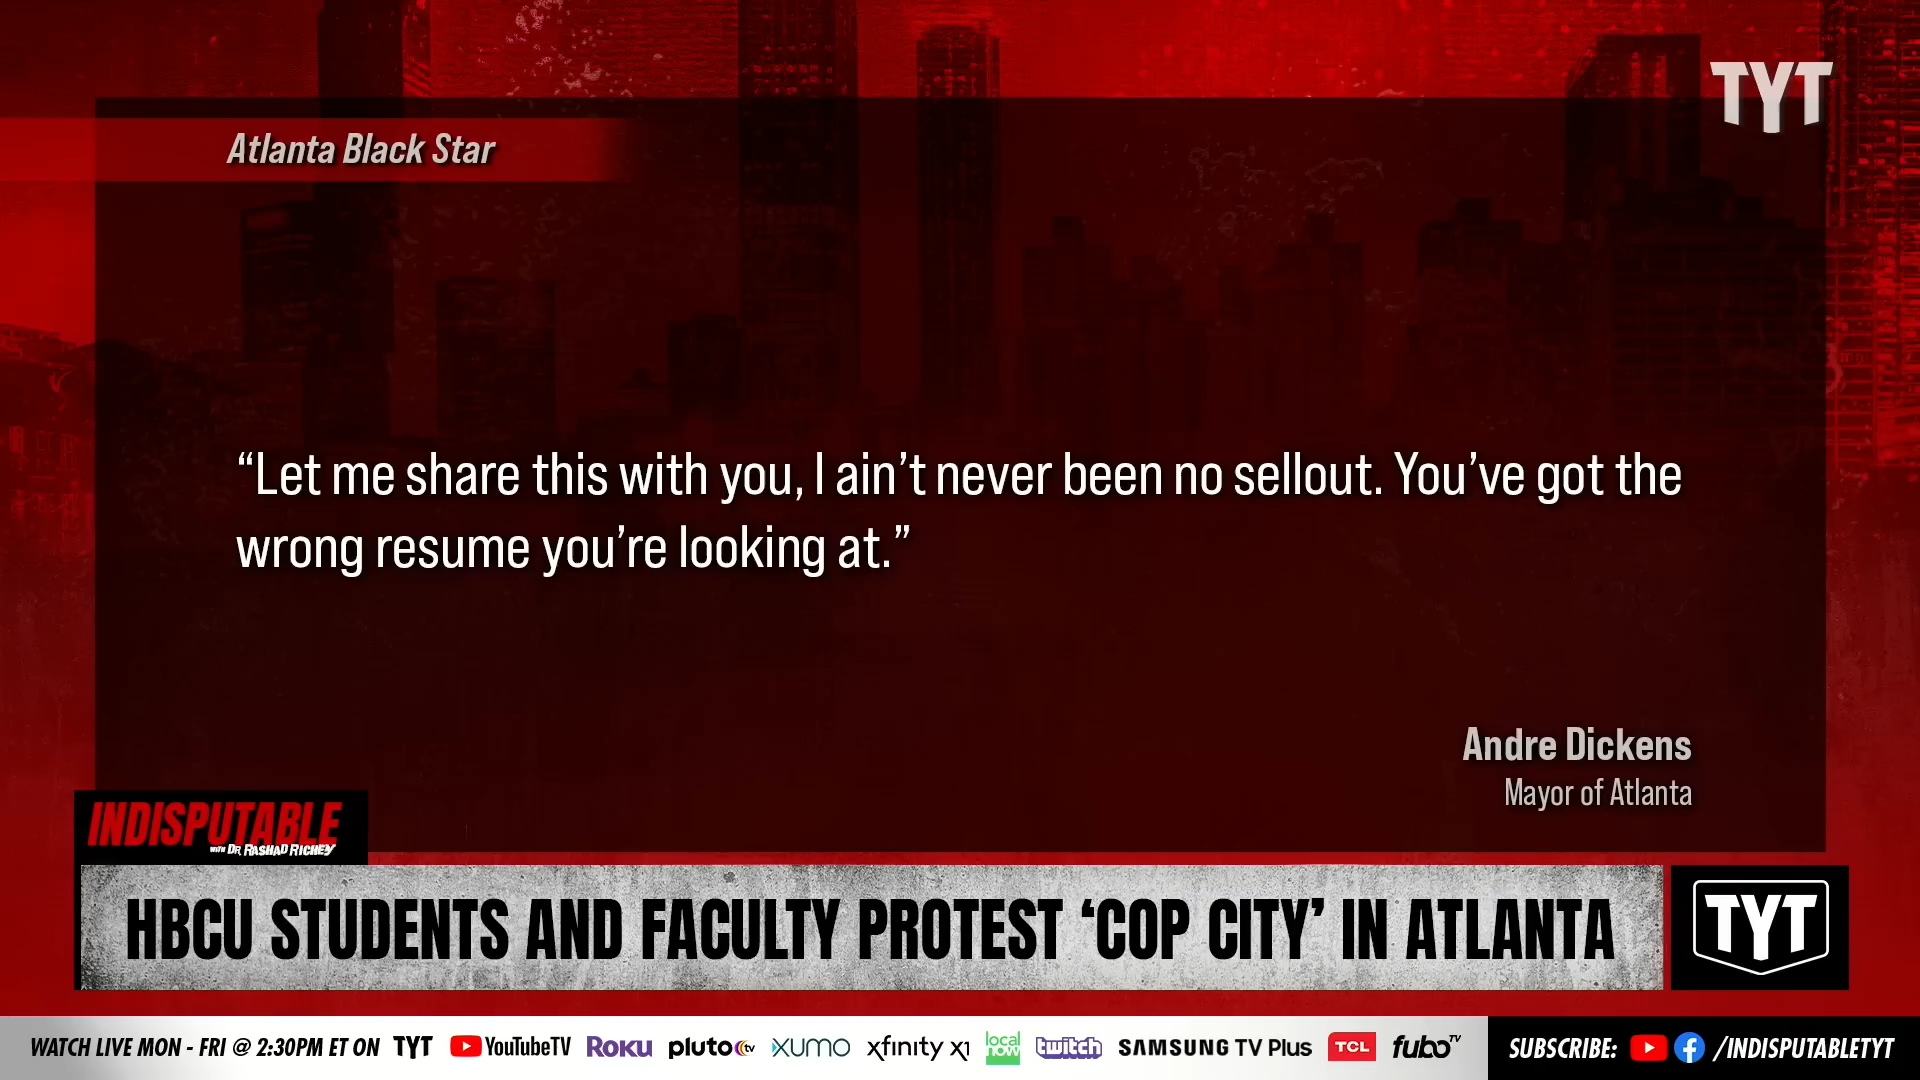 TYT
Atlanta Black Star
“Let me share this with you, I ain’t never been no sellout. You’ve got the
wrong resume you’re looking at.”
Andre Dickens
Mayor of Atlanta
INDISPUTABLE
WITH DR RASHAD RICHEY
HBCU STUDENTS AND FACULTY PROTEST ‘COP CITY’ IN ATLANTA
TYT
WATCH LIVE MON - FRI @ 2:30PM ET ON TYT YouTubeTV ROKU pluto tv XUMO xfinity x1 local now twitch SAMSUNG TV Plus TCL fubo TV SUBSCRIBE: /INDISPUTABLETYT